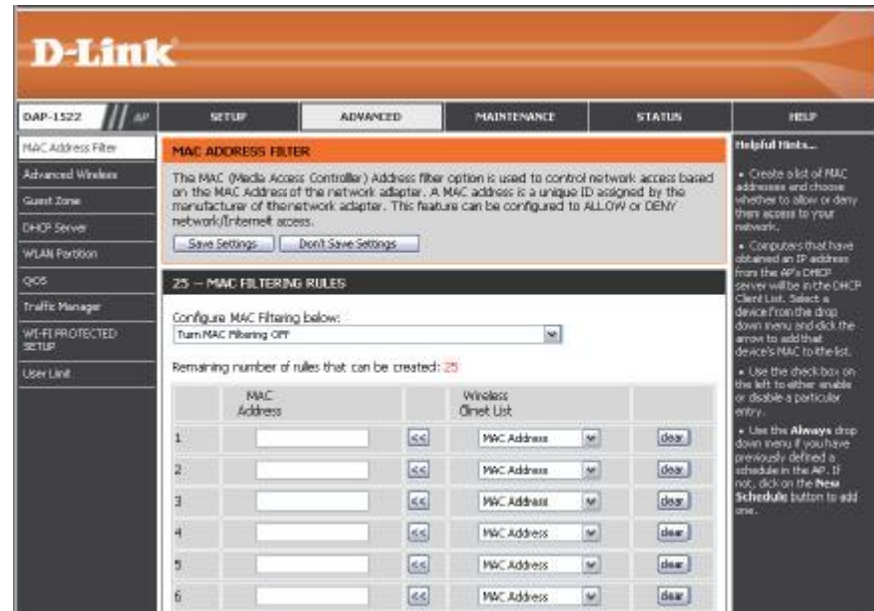 D-Link
DAP-1522
AP
SETUP
ADVANCED
MAINTENANCE
STATUS
HELP
MAC Address Filter
Advanced Wireless
Guest Zone
DHCP Server
WLAN Partition
QOS
Traffic Manager
WI-FI PROTECTED
SETUP
User Limit
MAC ADDRESS FILTER
The MAC (Media Access Controller) Address filter option is used to control network access based
on the MAC Address of the network adapter. A MAC address is a unique ID assigned by the
manufacturer of the network adapter. This feature can be configured to ALLOW or DENY
network/Internet access.
Save Settings
Don't Save Settings
25 -- MAC FILTERING RULES
Configure MAC Filtering below:
Turn MAC Filtering OFF
Remaining number of rules that can be created: 25
MAC
Address
Wireless
Clinet List
1
<<
MAC Address
clear
2
<<
MAC Address
clear
3
<<
MAC Address
clear
4
<<
MAC Address
clear
5
<<
MAC Address
clear
6
<<
MAC Address
clear
Helpful Hints...
• Create a list of MAC
addresses and choose
whether to allow or deny
them access to your
network.
• Computers that have
obtained an IP address
from the AP's DHCP
server will be in the DHCP
Client List. Select a
device from the drop
down menu and click the
arrow to add that
device's MAC to the list.
• Use the check box on
the left to either enable
or disable a particular
entry.
• Use the Always drop
down menu if you have
previously defined a
schedule in the AP. If
not, click on the New
Schedule button to add
one.